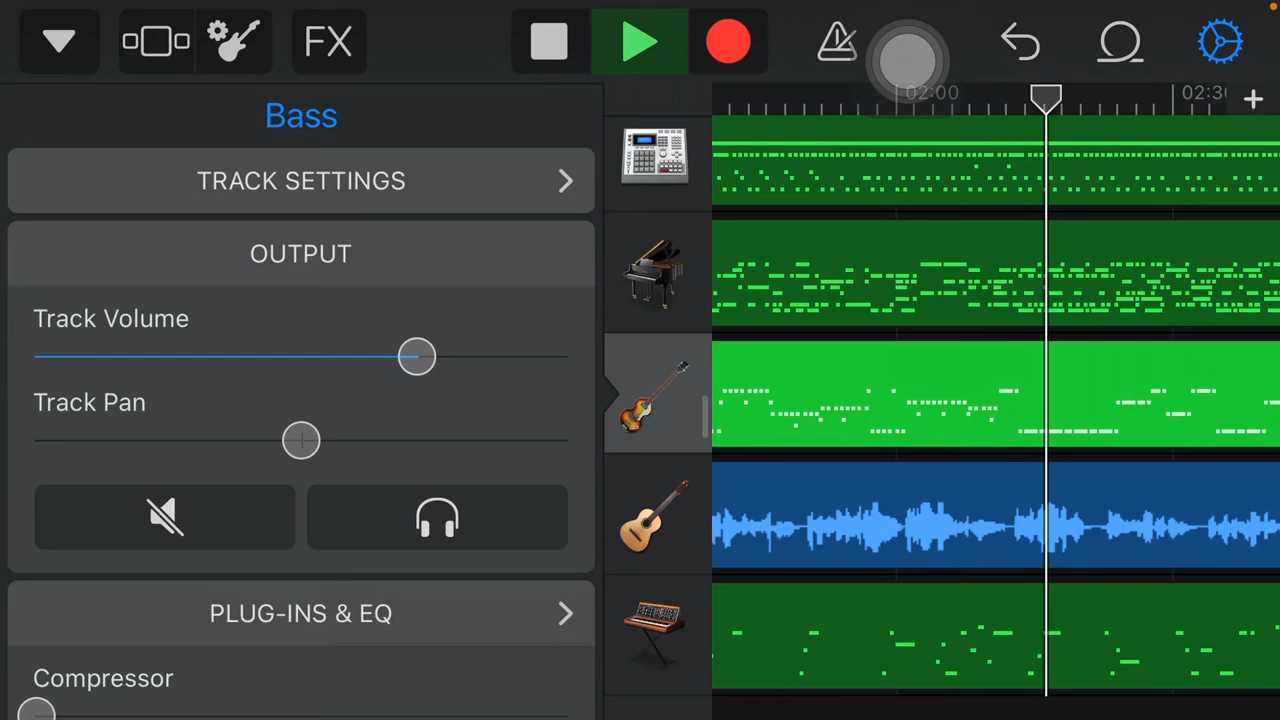 FX
02:00
02:3
Bass
TRACK SETTINGS
OUTPUT
Track Volume
Track Pan
PLUG-INS & EQ
Compressor